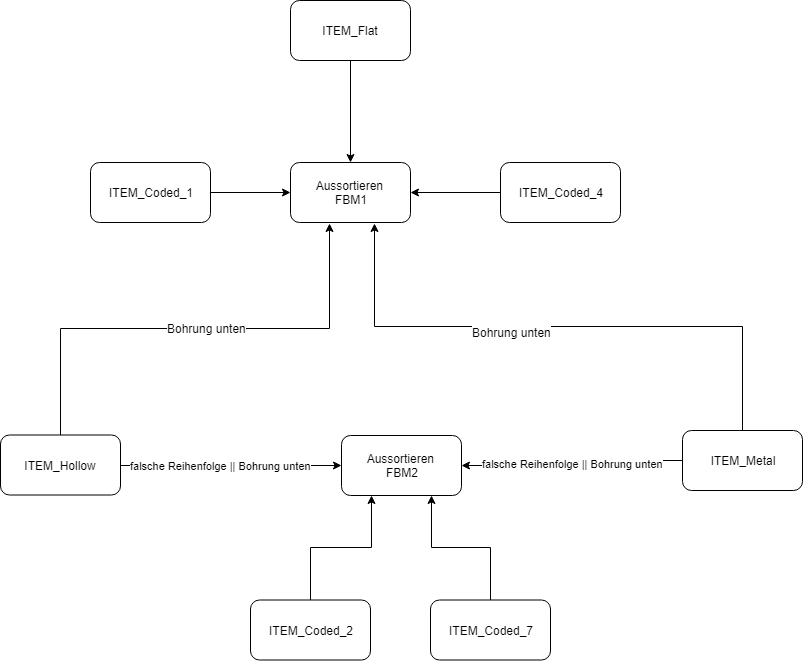 ITEM_Flat
ITEM_Coded_1
Aussortieren
FBM1
ITEM_Coded_4
Bohrung unten
Bohrung unten
ITEM_Hollow
falsche Reihenfolge || Bohrung unten
Aussortieren
FBM2
falsche Reihenfolge || Bohrung unten
ITEM_Metal
ITEM_Coded_2
ITEM_Coded_7